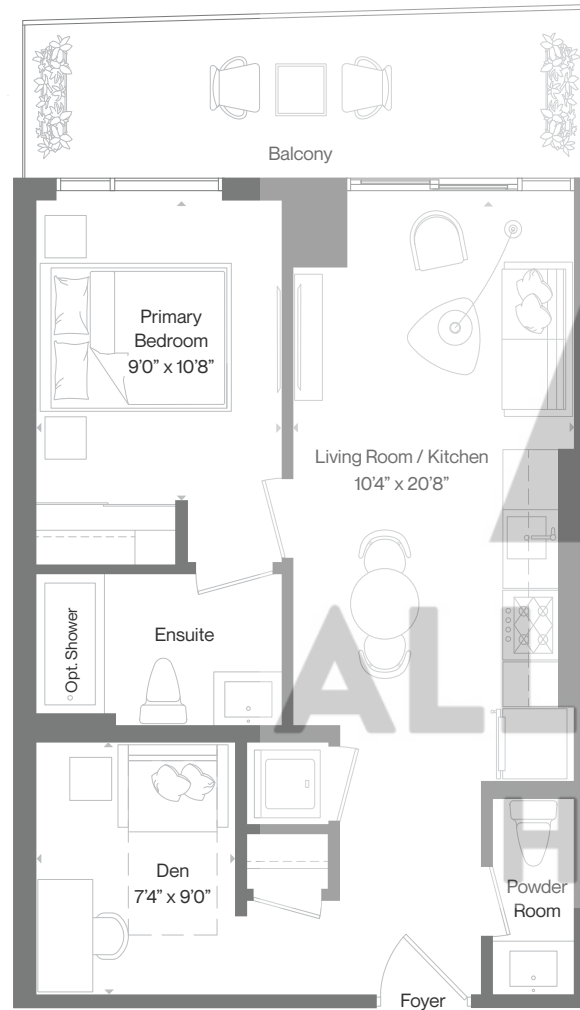 Balcony
Primary
Bedroom
9’0” x 10’8”
Living Room / Kitchen
10’4” x 20’8”
Opt. Shower
Ensuite
Den
7’4” x 9’0”
Powder
Room
Foyer